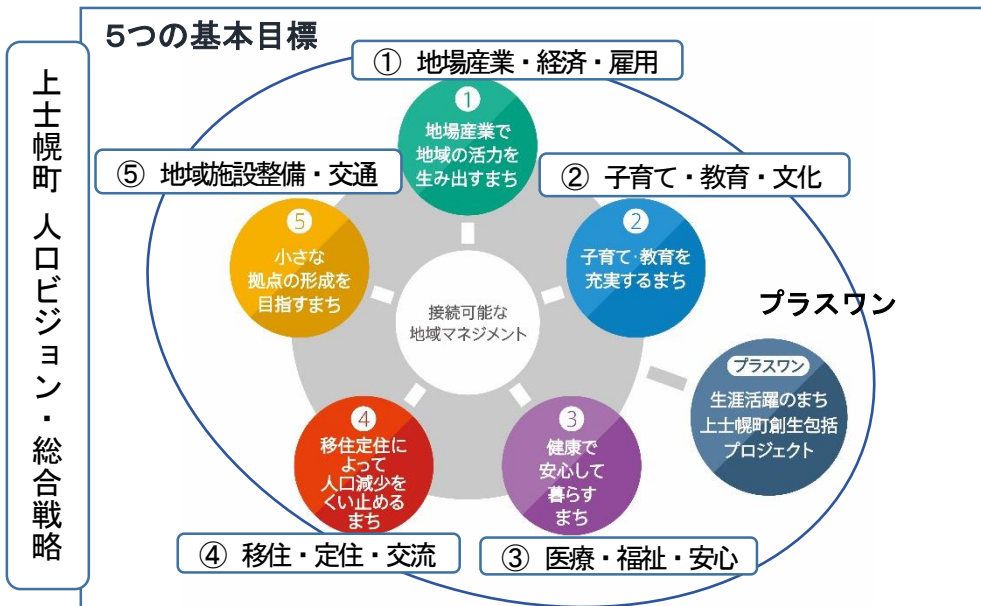 5つの基本目標
上士幌町 人口ビジョン・総合戦略
① 地場産業・経済・雇用
1
地場産業で
地域の活力を
生み出すまち
② 子育て・教育・文化
2
子育て・教育を
充実するまち
プラスワン
プラスワン
生涯活躍のまち
上士幌町創生包括
プロジェクト
⑤ 地域施設整備・交通
5
小さな
拠点の形成を
目指すまち
接続可能な
地域マネジメント
4
移住定住に
よって
人口減少を
くい止める
まち
④ 移住・定住・交流
3
健康で
安心して
暮らす
まち
③ 医療・福祉・安心